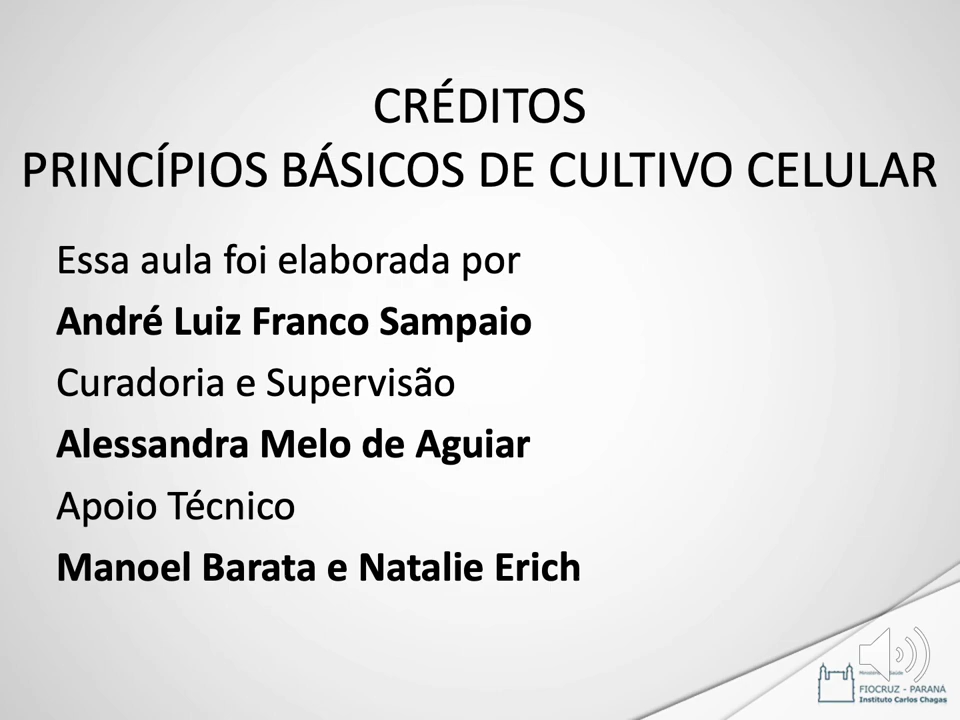 CRÉDITOS
PRINCÍPIOS BÁSICOS DE CULTIVO CELULAR
Essa aula foi elaborada por
André Luiz Franco Sampaio
Curadoria e Supervisão
Alessandra Melo de Aguiar
Apoio Técnico
Manoel Barata e Natalie Erich
FIOCRUZ - PARANÁ
Instituto Carlos Chagas